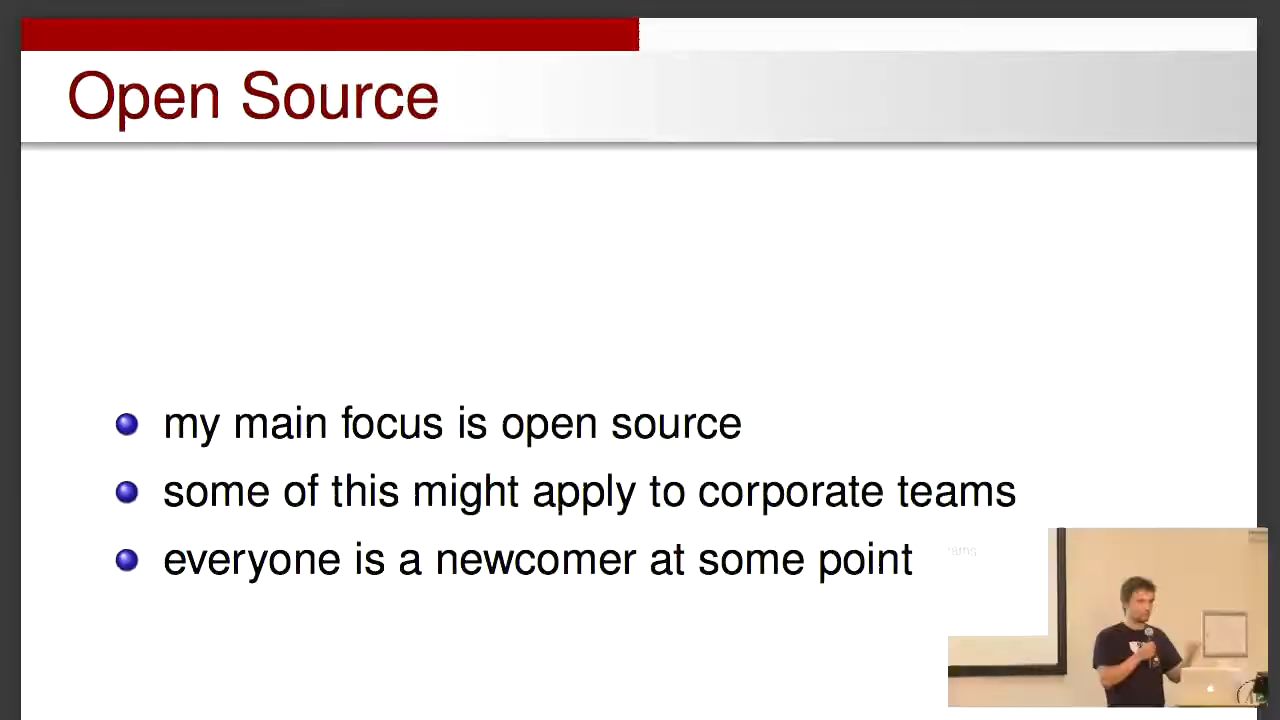 Open Source
my main focus is open source
some of this might apply to corporate teams
everyone is a newcomer at some point